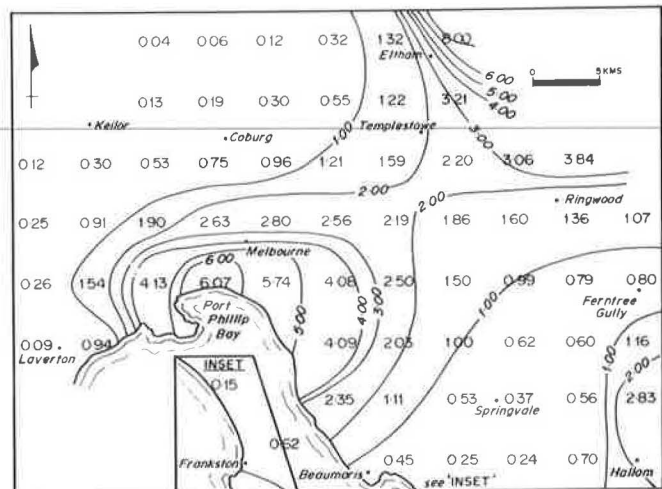 0·04 0·06 0·12 0·32 1·32 8·00
Eltham
6·00
5·00
4·00
0 5 KMS
0·13 0·19 0·30 0·55 1·22 3·21
Keilor
Coburg
1·00
Templestowe
3·00
0·12 0·30 0·53 0·75 0·96 1·21 1·59 2·20 3·06 3·84
2·00
2·00
Ringwood
0·25 0·91 1·90 2·63 2·80 2·56 2·19 1·86 1·60 1·36 1·07
Melbourne
6·00
0·26 1·54 4·13 6·07 5·74 4·08 2·50 1·50 0·99 0·79 0·80
3·00
4·00
5·00
1·00
Port
Phillip
Bay
Ferntree
Gully
0·09 0·94 4·09 2·03 1·00 0·62 0·60 1·16
Laverton
1·00
2·00
INSET
0·15
2·35 1·11 0·53 0·37 0·56 2·83
Springvale
0·62
Frankston
Beaumaris
0·45 0·25 0·24 0·70
Hallam
see 'INSET'